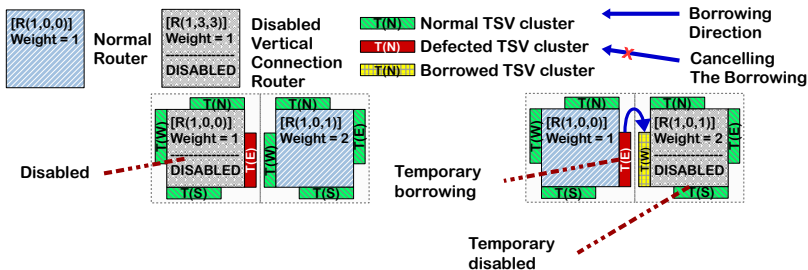 [R(1,0,0)]
Weight = 1
Normal
Router
[R(1,3,3)]
Weight = 1
DISABLED
Disabled
Vertical
Connection
Router
T(N) Normal TSV cluster
T(N) Defected TSV cluster
T(N) Borrowed TSV cluster
Borrowing
Direction
X
Cancelling
The Borrowing
T(N)
T(W)
[R(1,0,0)]
Weight = 1
DISABLED
T(E)
T(S)
Disabled
T(N)
T(W)
[R(1,0,1)]
Weight = 2
T(E)
T(S)
T(N)
T(W)
[R(1,0,0)]
Weight = 1
T(E)
T(S)
Temporary
borrowing
T(N)
T(W)
[R(1,0,1)]
Weight = 2
DISABLED
T(E)
T(S)
Temporary
disabled